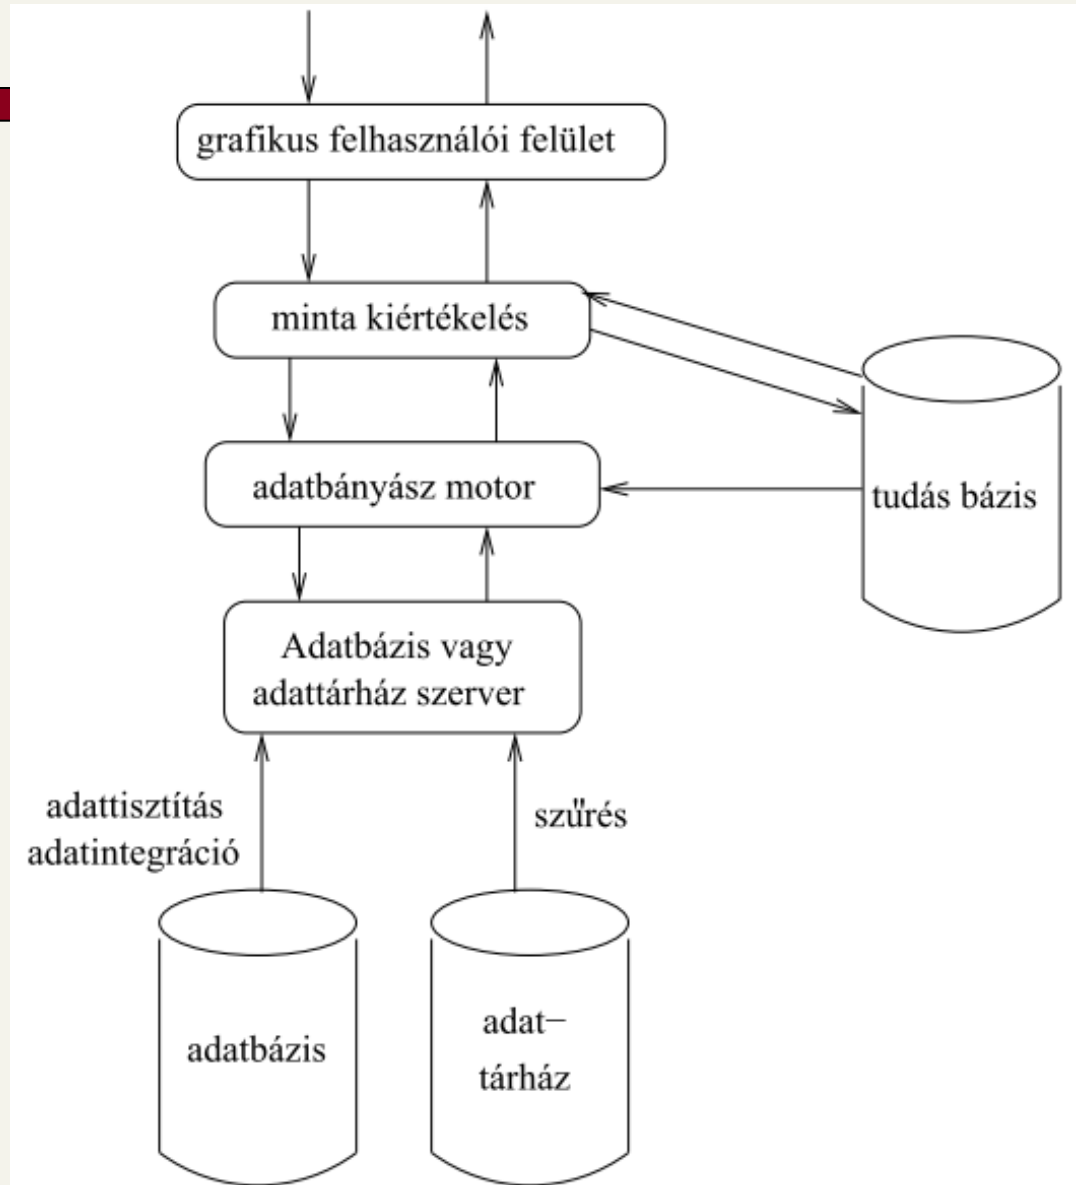 grafikus felhasználói felület
minta kiértékelés
adatbányász motor
tudás bázis
Adatbázis vagy
adattárház szerver
adattisztítás
adatintegráció
szűrés
adatbázis
adat−
tárház